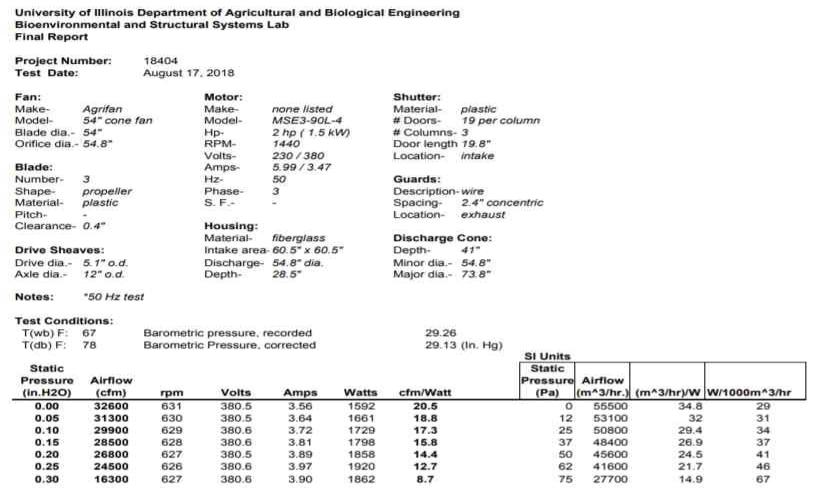 University of Illinois Department of Agricultural and Biological Engineering
Bioenvironmental and Structural Systems Lab
Final Report
Project Number: 18404
Test Date: August 17, 2018
Fan: Motor: Shutter:
Make- Agrifan Make- none listed Material- plastic
Model- 54" cone fan Model- MSE3-90L-4 # Doors- 19 per column
Blade dia.- 54" Hp- 2 hp ( 1.5 kW) # Columns- 3
Orifice dia.- 54.8" RPM- 1440 Door length 19.8"
Volts- 230 / 380 Location- intake
Blade: Amps- 5.99 / 3.47
Number- 3 Hz- 50 Guards:
Shape- propeller Phase- 3 Description- wire
Material- plastic S. F.- - Spacing- 2.4" concentric
Pitch- - Location- exhaust
Clearance- 0.4" Housing:
Material- fiberglass Discharge Cone:
Drive Sheaves: Intake area- 60.5" x 60.5" Depth- 41"
Drive dia.- 5.1" o.d. Discharge- 54.8" dia. Minor dia.- 54.8"
Axle dia.- 12" o.d. Depth- 28.5" Major dia.- 73.8"
Notes: *50 Hz test
Test Conditions:
T(wb) F: 67 Barometric pressure, recorded 29.26
T(db) F: 78 Barometric Pressure, corrected 29.13 (In. Hg)
SI Units
Static Static
Pressure Airflow Pressure Airflow
(in.H2O) (cfm) rpm Volts Amps Watts cfm/Watt (Pa) (m^3/hr.) (m^3/hr)/W W/1000m^3/hr
0.00 32600 631 380.5 3.56 1592 20.5 0 55500 34.8 29
0.05 31300 630 380.5 3.64 1661 18.8 12 53100 32 31
0.10 29900 629 380.6 3.72 1729 17.3 25 50800 29.4 34
0.15 28500 628 380.6 3.81 1798 15.8 37 48400 26.9 37
0.20 26800 627 380.5 3.89 1858 14.4 50 45600 24.5 41
0.25 24500 626 380.6 3.97 1920 12.7 62 41600 21.7 46
0.30 16300 627 380.6 3.90 1862 8.7 75 27700 14.9 67